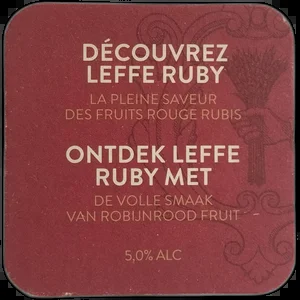 DÉCOUVREZ
LEFFE RUBY
LA PLEINE SAVEUR
DES FRUITS ROUGE RUBIS
ONTDEK LEFFE
RUBY MET
DE VOLLE SMAAK
VAN ROBIJNROOD FRUIT
5,0% ALC